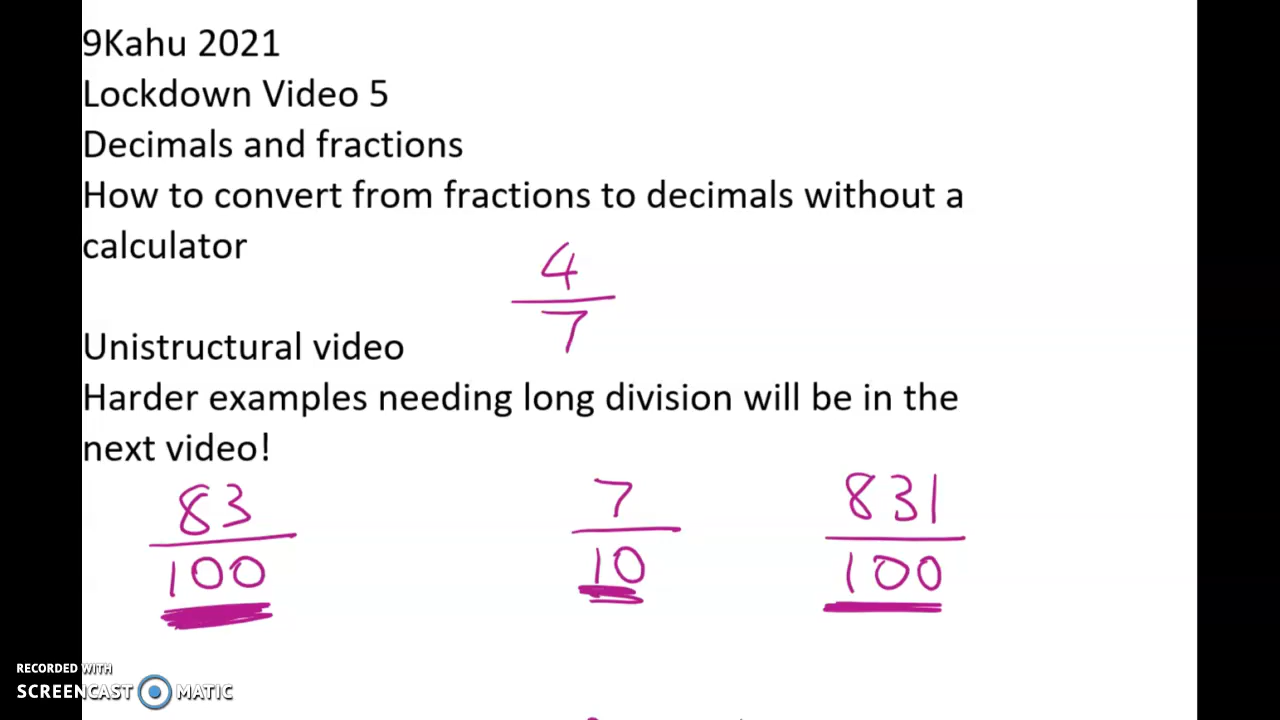 9Kahu 2021
Lockdown Video 5
Decimals and fractions
How to convert from fractions to decimals without a
calculator
4
7
Unistructural video
Harder examples needing long division will be in the
next video!
83 7 831
100 10 100
RECORDED WITH
SCREENCAST MATIC